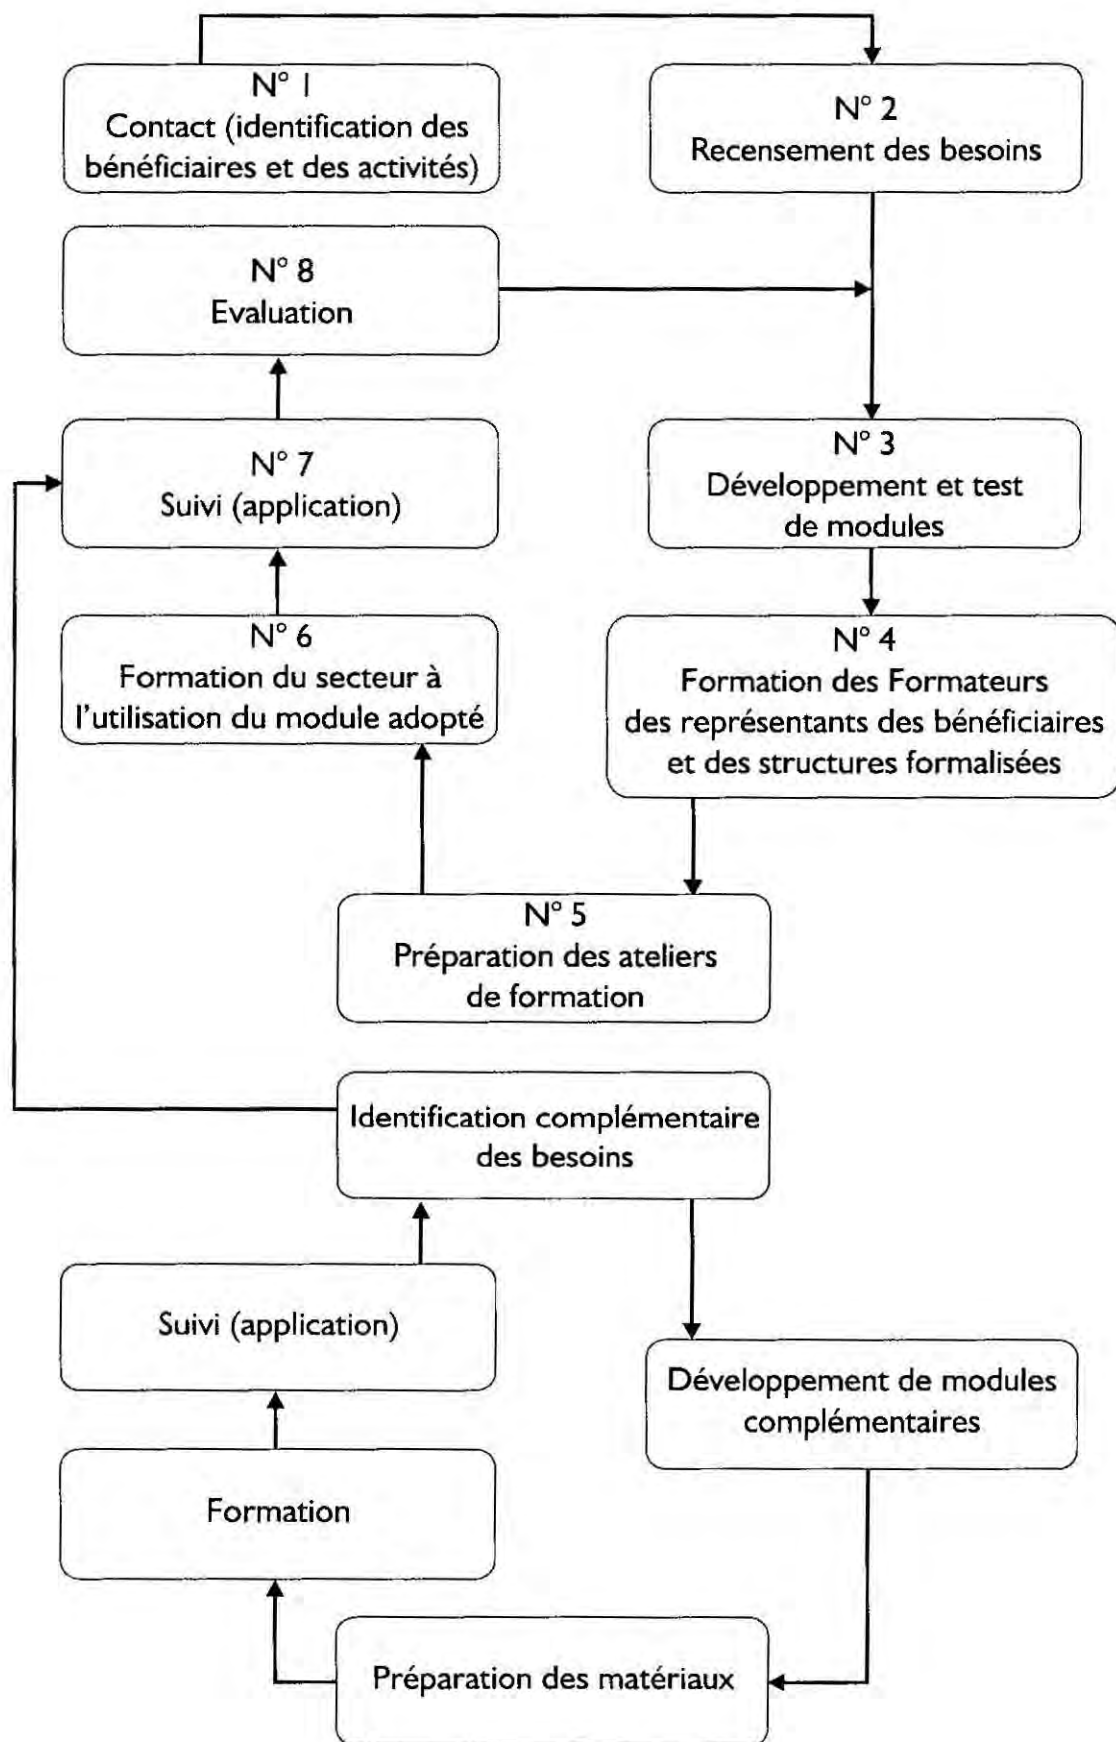 N° 1
Contact (identification des
bénéficiaires et des activités)
N° 2
Recensement des besoins
N° 8
Evaluation
N° 7
Suivi (application)
N° 3
Développement et test
de modules
N° 6
Formation du secteur à
l'utilisation du module adopté
N° 4
Formation des Formateurs
des représentants des bénéficiaires
et des structures formalisées
N° 5
Préparation des ateliers
de formation
Identification complémentaire
des besoins
Suivi (application)
Développement de modules
complémentaires
Formation
Préparation des matériaux